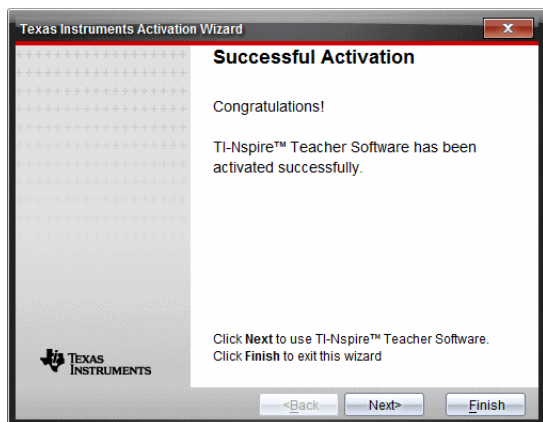 Texas Instruments Activation Wizard
x
Successful Activation
Congratulations!
TI-Nspire™ Teacher Software has been
activated successfully.
Click Next to use TI-Nspire™ Teacher Software.
Click Finish to exit this wizard
TEXAS
INSTRUMENTS
<Back Next> Finish